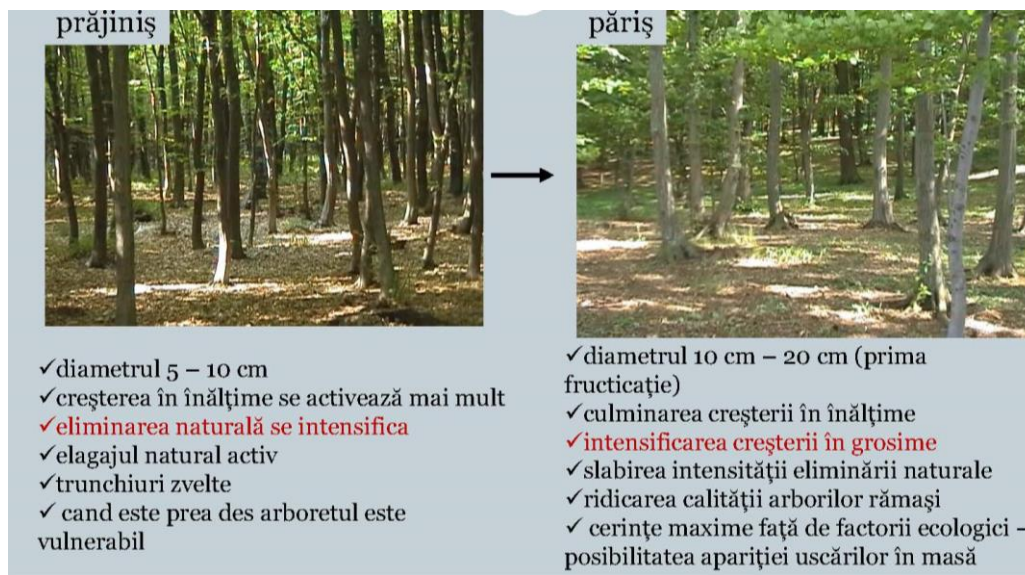 prăjiniş
păriş
✓diametrul 5 – 10 cm
✓creşterea în înălţime se activează mai mult
✓eliminarea naturală se intensifica
✓elagajul natural activ
✓trunchiuri zvelte
✓ cand este prea des arboretul este
vulnerabil
✓diametrul 10 cm – 20 cm (prima
fructicaţie)
✓culminarea creşterii în înălţime
✓intensificarea creşterii în grosime
✓slabirea intensităţii eliminării naturale
✓ridicarea calităţii arborilor rămaşi
✓ cerinţe maxime faţă de factorii ecologici –
posibilitatea apariţiei uscărilor în masă